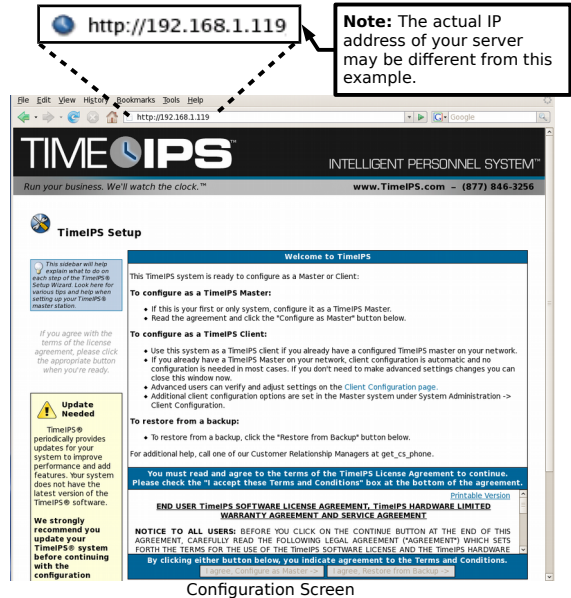 http://192.168.1.119
Note: The actual IP
address of your server
may be different from this
example.
File Edit View History Bookmarks Tools Help
http://192.168.1.119
Google
TIMEIPS™
INTELLIGENT PERSONNEL SYSTEM™
Run your business. We'll watch the clock.™
www.TimeIPS.com – (877) 846-3256
TimeIPS Setup
This sidebar will help
explain what to do on
each step of the TimeIPS®
Setup Wizard. Look here for
various tips and help when
setting up your TimeIPS®
master station.
If you agree with the
terms of the license
agreement, please click
the appropriate button
when you're ready.
Update
Needed
TimeIPS®
periodically provides
updates for your
system to improve
performance and add
features. Your system
does not have the
latest version of the
TimeIPS® software.
We strongly
recommend you
update your
TimeIPS® system
before continuing
with the
configuration
Welcome to TimeIPS
This TimeIPS system is ready to configure as a Master or Client:
To configure as a TimeIPS Master:
• If this is your first or only system, configure it as a TimeIPS Master.
• Read the agreement and click the "Configure as Master" button below.
To configure as a TimeIPS Client:
• Use this system as a TimeIPS client if you already have a configured TimeIPS master on your network.
• If you already have a TimeIPS Master on your network, client configuration is automatic and no
configuration is needed in most cases. If you don't need to make advanced settings changes you can
close this window now.
• Advanced users can verify and adjust settings on the Client Configuration page.
• Additional client configuration options are set in the Master system under System Administration ->
Client Configuration.
To restore from a backup:
• To restore from a backup, click the "Restore from Backup" button below.
For additional help, call one of our Customer Relationship Managers at get_cs_phone.
You must read and agree to the terms of the TimeIPS License Agreement to continue.
Please check the "I accept these Terms and Conditions" box at the bottom of the agreement.
Printable Version
END USER TimeIPS SOFTWARE LICENSE AGREEMENT, TimeIPS HARDWARE LIMITED
WARRANTY AGREEMENT AND SERVICE AGREEMENT
NOTICE TO ALL USERS: BEFORE YOU CLICK ON THE CONTINUE BUTTON AT THE END OF THIS
AGREEMENT, CAREFULLY READ THE FOLLOWING LEGAL AGREEMENT ("AGREEMENT") WHICH SETS
FORTH THE TERMS FOR THE USE OF THE TimeIPS SOFTWARE LICENSE AND THE TimeIPS HARDWARE
By clicking either button below, you indicate agreement to the Terms and Conditions.
I agree, Configure as Master -> I agree, Restore from Backup ->
Configuration Screen